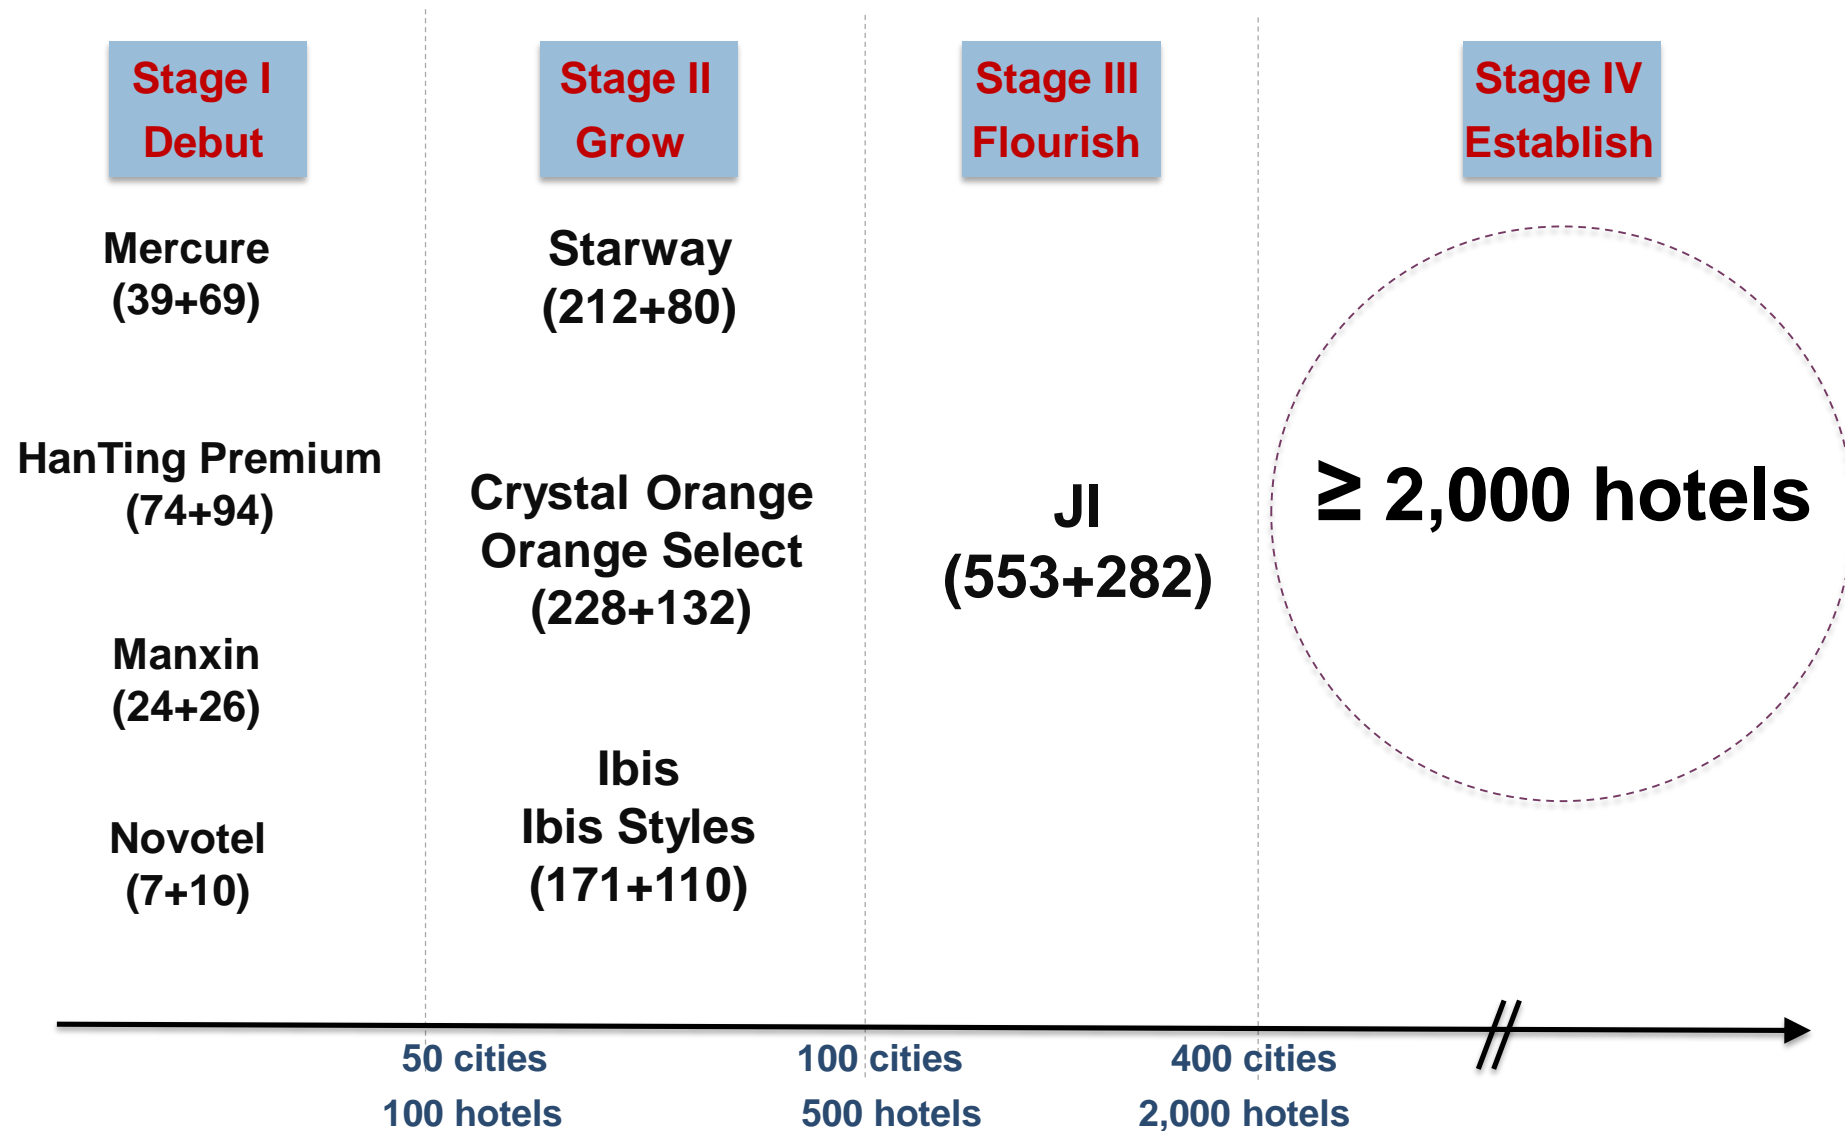 Stage I
Debut
Stage II
Grow
Stage III
Flourish
Stage IV
Establish
Mercure
(39+69)
HanTing Premium
(74+94)
Manxin
(24+26)
Novotel
(7+10)
Starway
(212+80)
Crystal Orange
Orange Select
(228+132)
Ibis
Ibis Styles
(171+110)
JI
(553+282)
≥ 2,000 hotels
50 cities
100 hotels
100 cities
500 hotels
400 cities
2,000 hotels